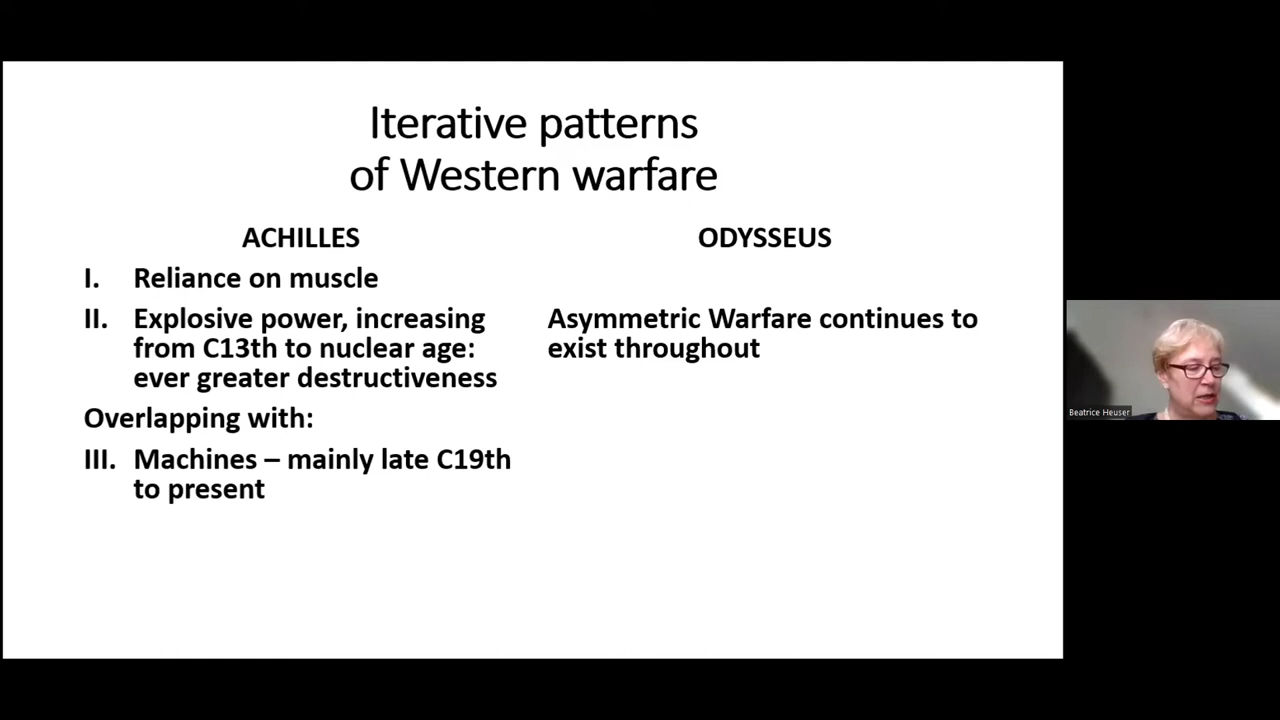 Iterative patterns
of Western warfare
ACHILLES
I. Reliance on muscle
II. Explosive power, increasing
from C13th to nuclear age:
ever greater destructiveness
Overlapping with:
III. Machines – mainly late C19th
to present
ODYSSEUS
Asymmetric Warfare continues to
exist throughout
Beatrice Heuser